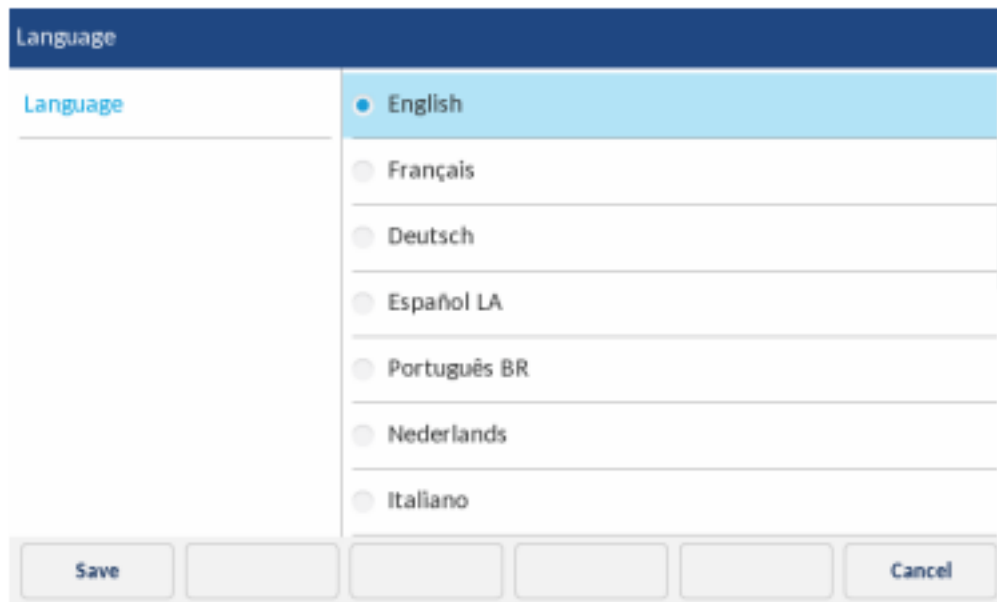 Language
Language
English
Français
Deutsch
Español LA
Português BR
Nederlands
Italiano
Save
Cancel